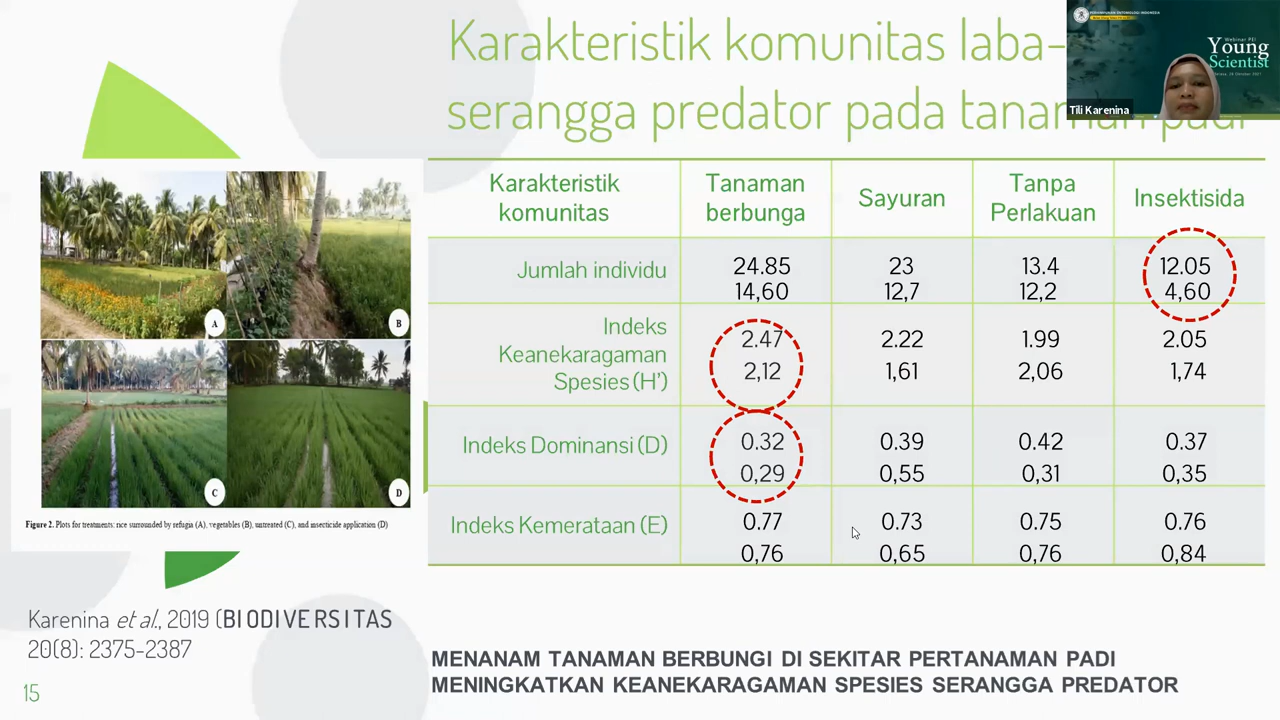 Karakteristik komunitas laba-
serangga predator pada tanaman padi
PERHIMPUNAN ENTOMOLOGI INDONESIA
Webinar PEI
Young
Scientist
Tili Karenina
Karakteristik komunitas
Tanaman berbunga
Sayuran
Tanpa Perlakuan
Insektisida
Jumlah individu
24.85
14,60
23
12,7
13.4
12,2
12.05
4,60
Indeks
Keanekaragaman
Spesies (H’)
2.47
2,12
2.22
1,61
1.99
2,06
2.05
1,74
Indeks Dominansi (D)
0.32
0,29
0.39
0,55
0.42
0,31
0.37
0,35
Indeks Kemerataan (E)
0.77
0,76
0.73
0,65
0.75
0,76
0.76
0,84
A
B
C
D
Figure 2. Plots for treatments: rice surrounded by refugia (A), vegetables (B), untreated (C), and insecticide application (D)
Karenina et al., 2019 (BIODIVERSITAS
20(8): 2375-2387
15
MENANAM TANAMAN BERBUNGI DI SEKITAR PERTANAMAN PADI
MENINGKATKAN KEANEKARAGAMAN SPESIES SERANGGA PREDATOR